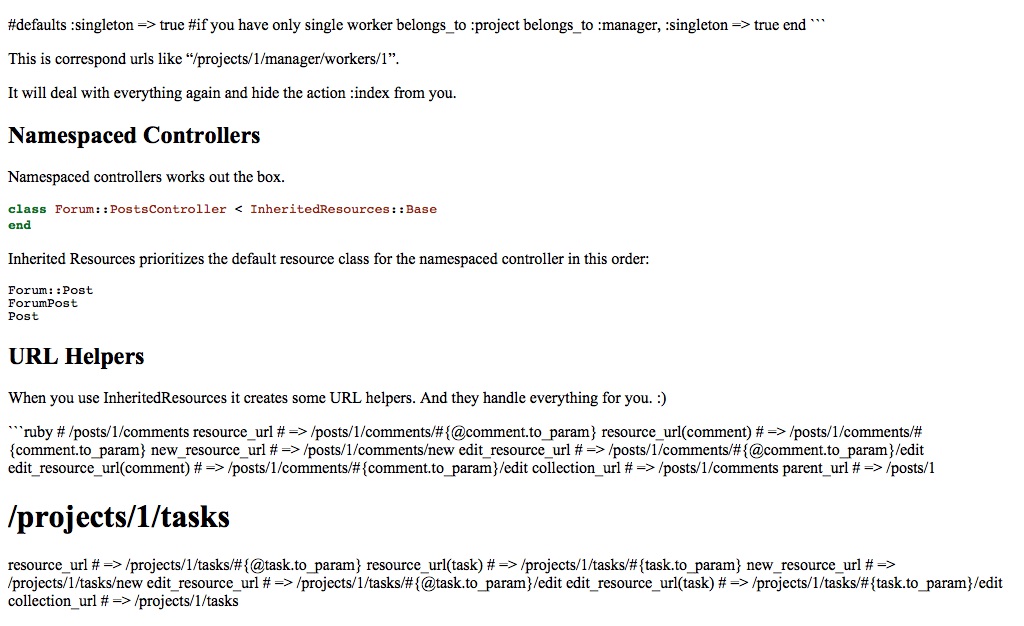 #defaults :singleton => true #if you have only single worker belongs_to :project belongs_to :manager, :singleton => true end ```
This is correspond urls like “/projects/1/manager/workers/1”.
It will deal with everything again and hide the action :index from you.
Namespaced Controllers
Namespaced controllers works out the box.
class Forum::PostsController < InheritedResources::Base
end
Inherited Resources prioritizes the default resource class for the namespaced controller in this order:
Forum::Post
ForumPost
Post
URL Helpers
When you use InheritedResources it creates some URL helpers. And they handle everything for you. :)
```ruby # /posts/1/comments resource_url # => /posts/1/comments/#{@comment.to_param} resource_url(comment) # => /posts/1/comments/#
{comment.to_param} new_resource_url # => /posts/1/comments/new edit_resource_url # => /posts/1/comments/#{@comment.to_param}/edit
edit_resource_url(comment) # => /posts/1/comments/#{comment.to_param}/edit collection_url # => /posts/1/comments parent_url # => /posts/1
/projects/1/tasks
resource_url # => /projects/1/tasks/#{@task.to_param} resource_url(task) # => /projects/1/tasks/#{task.to_param} new_resource_url # =>
/projects/1/tasks/new edit_resource_url # => /projects/1/tasks/#{@task.to_param}/edit edit_resource_url(task) # => /projects/1/tasks/#{task.to_param}/edit
collection_url # => /projects/1/tasks